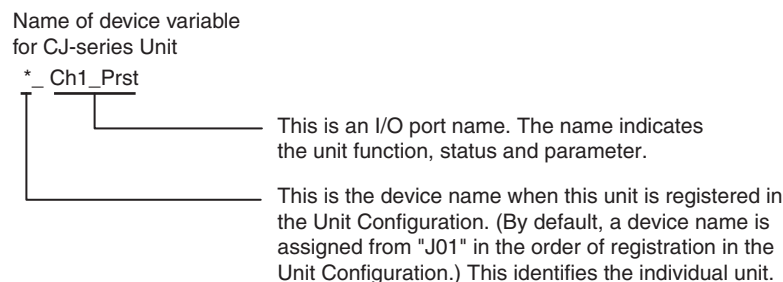 Name of device variable
for CJ-series Unit
*_ Ch1_Prst
This is an I/O port name. The name indicates
the unit function, status and parameter.
This is the device name when this unit is registered in
the Unit Configuration. (By default, a device name is
assigned from "J01" in the order of registration in the
Unit Configuration.) This identifies the individual unit.